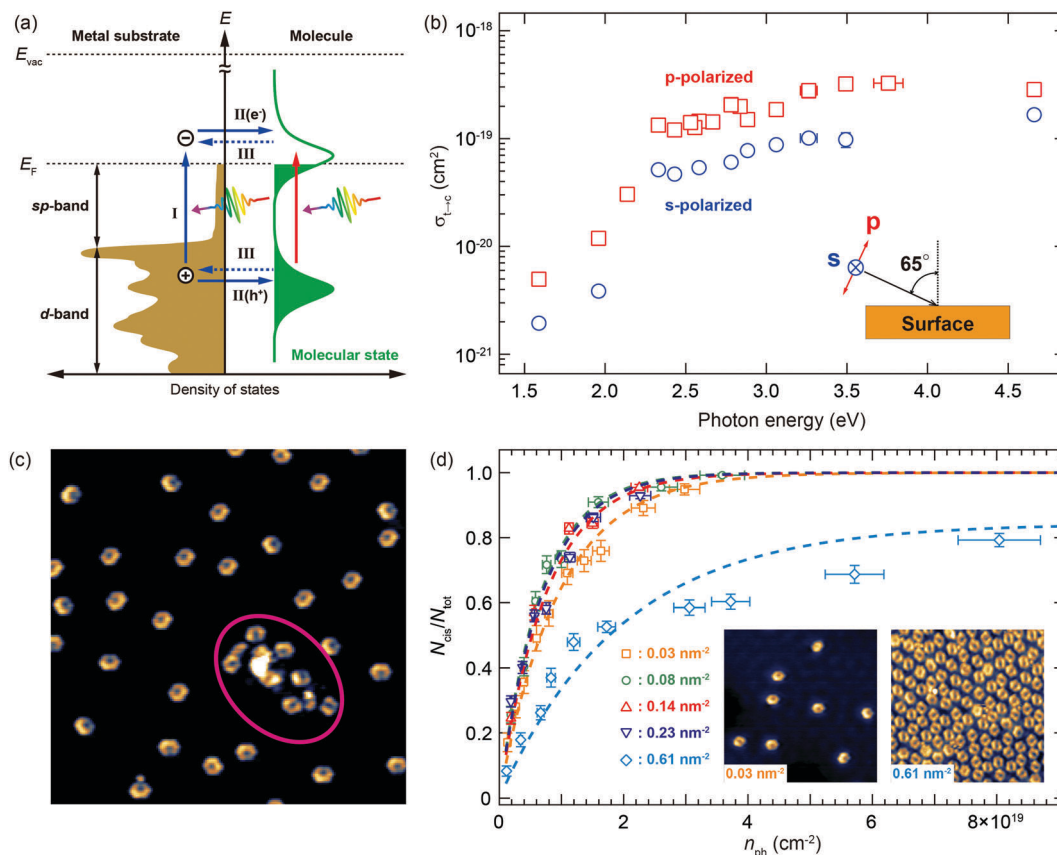 (a)
E
Metal substrate
Molecule
E_vac
II(e⁻)
III
E_F
sp-band
I
III
II(h⁺)
d-band
Molecular state
Density of states
(b)
10⁻¹⁸
p-polarized
10⁻¹⁹
σ_t→c (cm²)
s-polarized
10⁻²⁰
p
s
65°
Surface
10⁻²¹
1.5 2.0 2.5 3.0 3.5 4.0 4.5
Photon energy (eV)
(c)
(d)
1.0
0.8
N_cis/N_tot
0.6
0.4
0.2
0
: 0.03 nm⁻²
: 0.08 nm⁻²
: 0.14 nm⁻²
: 0.23 nm⁻²
: 0.61 nm⁻²
0.03 nm⁻²
0.61 nm⁻²
0 2 4 6 8×10¹⁹
n_ph (cm⁻²)